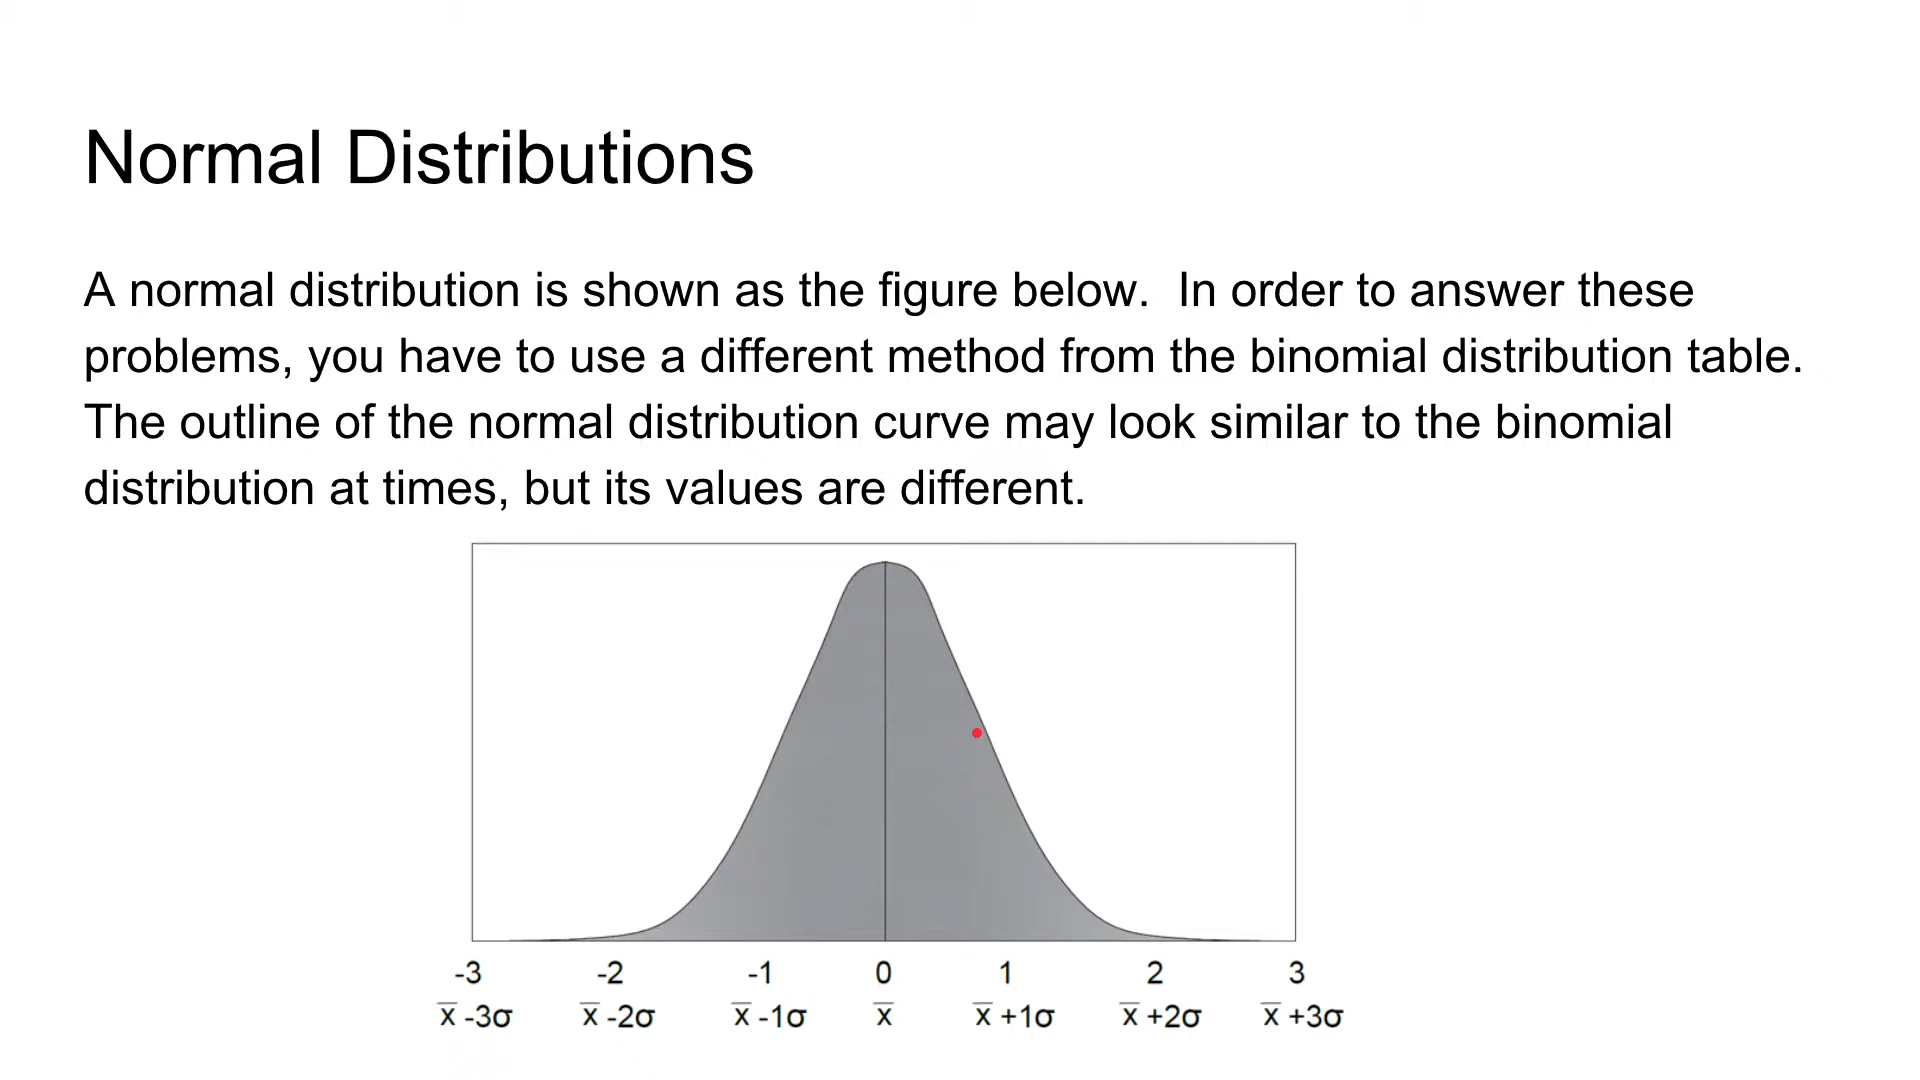 Normal Distributions
A normal distribution is shown as the figure below.  In order to answer these
problems, you have to use a different method from the binomial distribution table.
The outline of the normal distribution curve may look similar to the binomial
distribution at times, but its values are different.
-3 -2 -1 0 1 2 3
x̅ -3σ x̅ -2σ x̅ -1σ x̅ x̅ +1σ x̅ +2σ x̅ +3σ